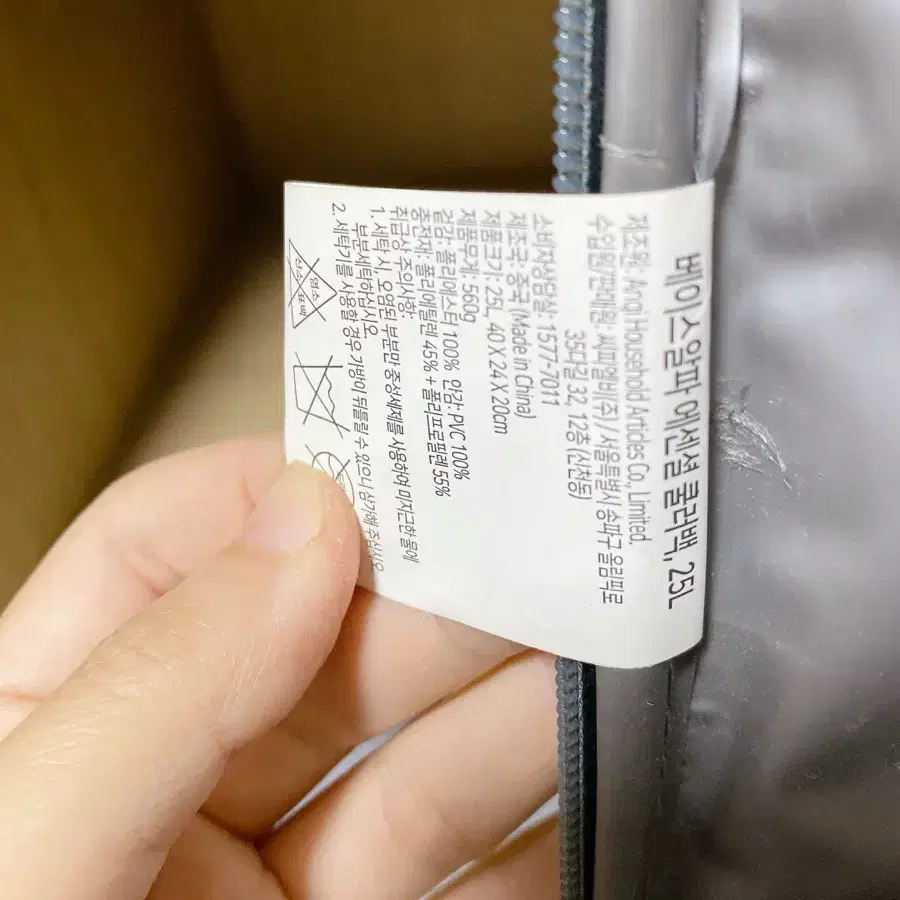 베이스알파 에센셜 쿨러백, 25L
제조원: Anqi Household Articles Co., Limited.
수입원/판매원: 씨피엘비(주) / 서울특별시 송파구 올림픽로
35다길 32, 12층 (신천동)
소비자상담실: 1577-7011
제조국: 중국 (Made in China)
제품크기: 25L, 40 X 24 X 20cm
제품무게: 560g
겉감: 폴리에스터 100% 안감: PVC 100%
충전재: 폴리에틸렌 45% + 폴리프로필렌 55%
취급상 주의사항:
1. 세탁 시, 오염된 부분만 중성세제를 사용하여 미지근한 물에
부분세탁하십시오.
2. 세탁기를 사용할 경우 가방이 뒤틀릴 수 있으니 삼가해 주십시오.
염소
산소 표백